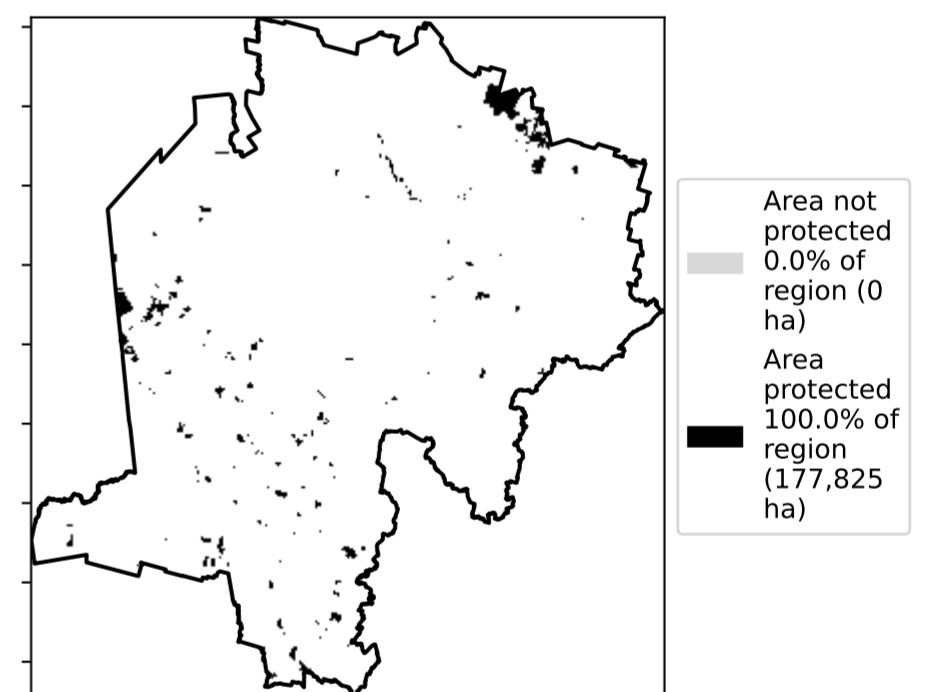 Area not
protected
0.0% of
region (0
ha)
Area
protected
100.0% of
region
(177,825
ha)